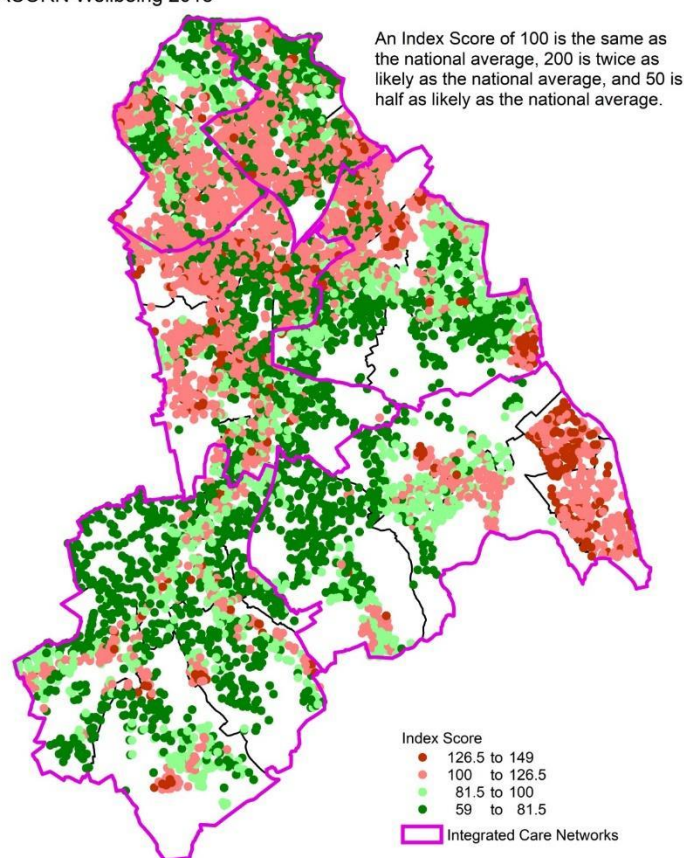 An Index Score of 100 is the same as
the national average, 200 is twice as
likely as the national average, and 50 is
half as likely as the national average.
Index Score
126.5 to 149
100 to 126.5
81.5 to 100
59 to 81.5
Integrated Care Networks